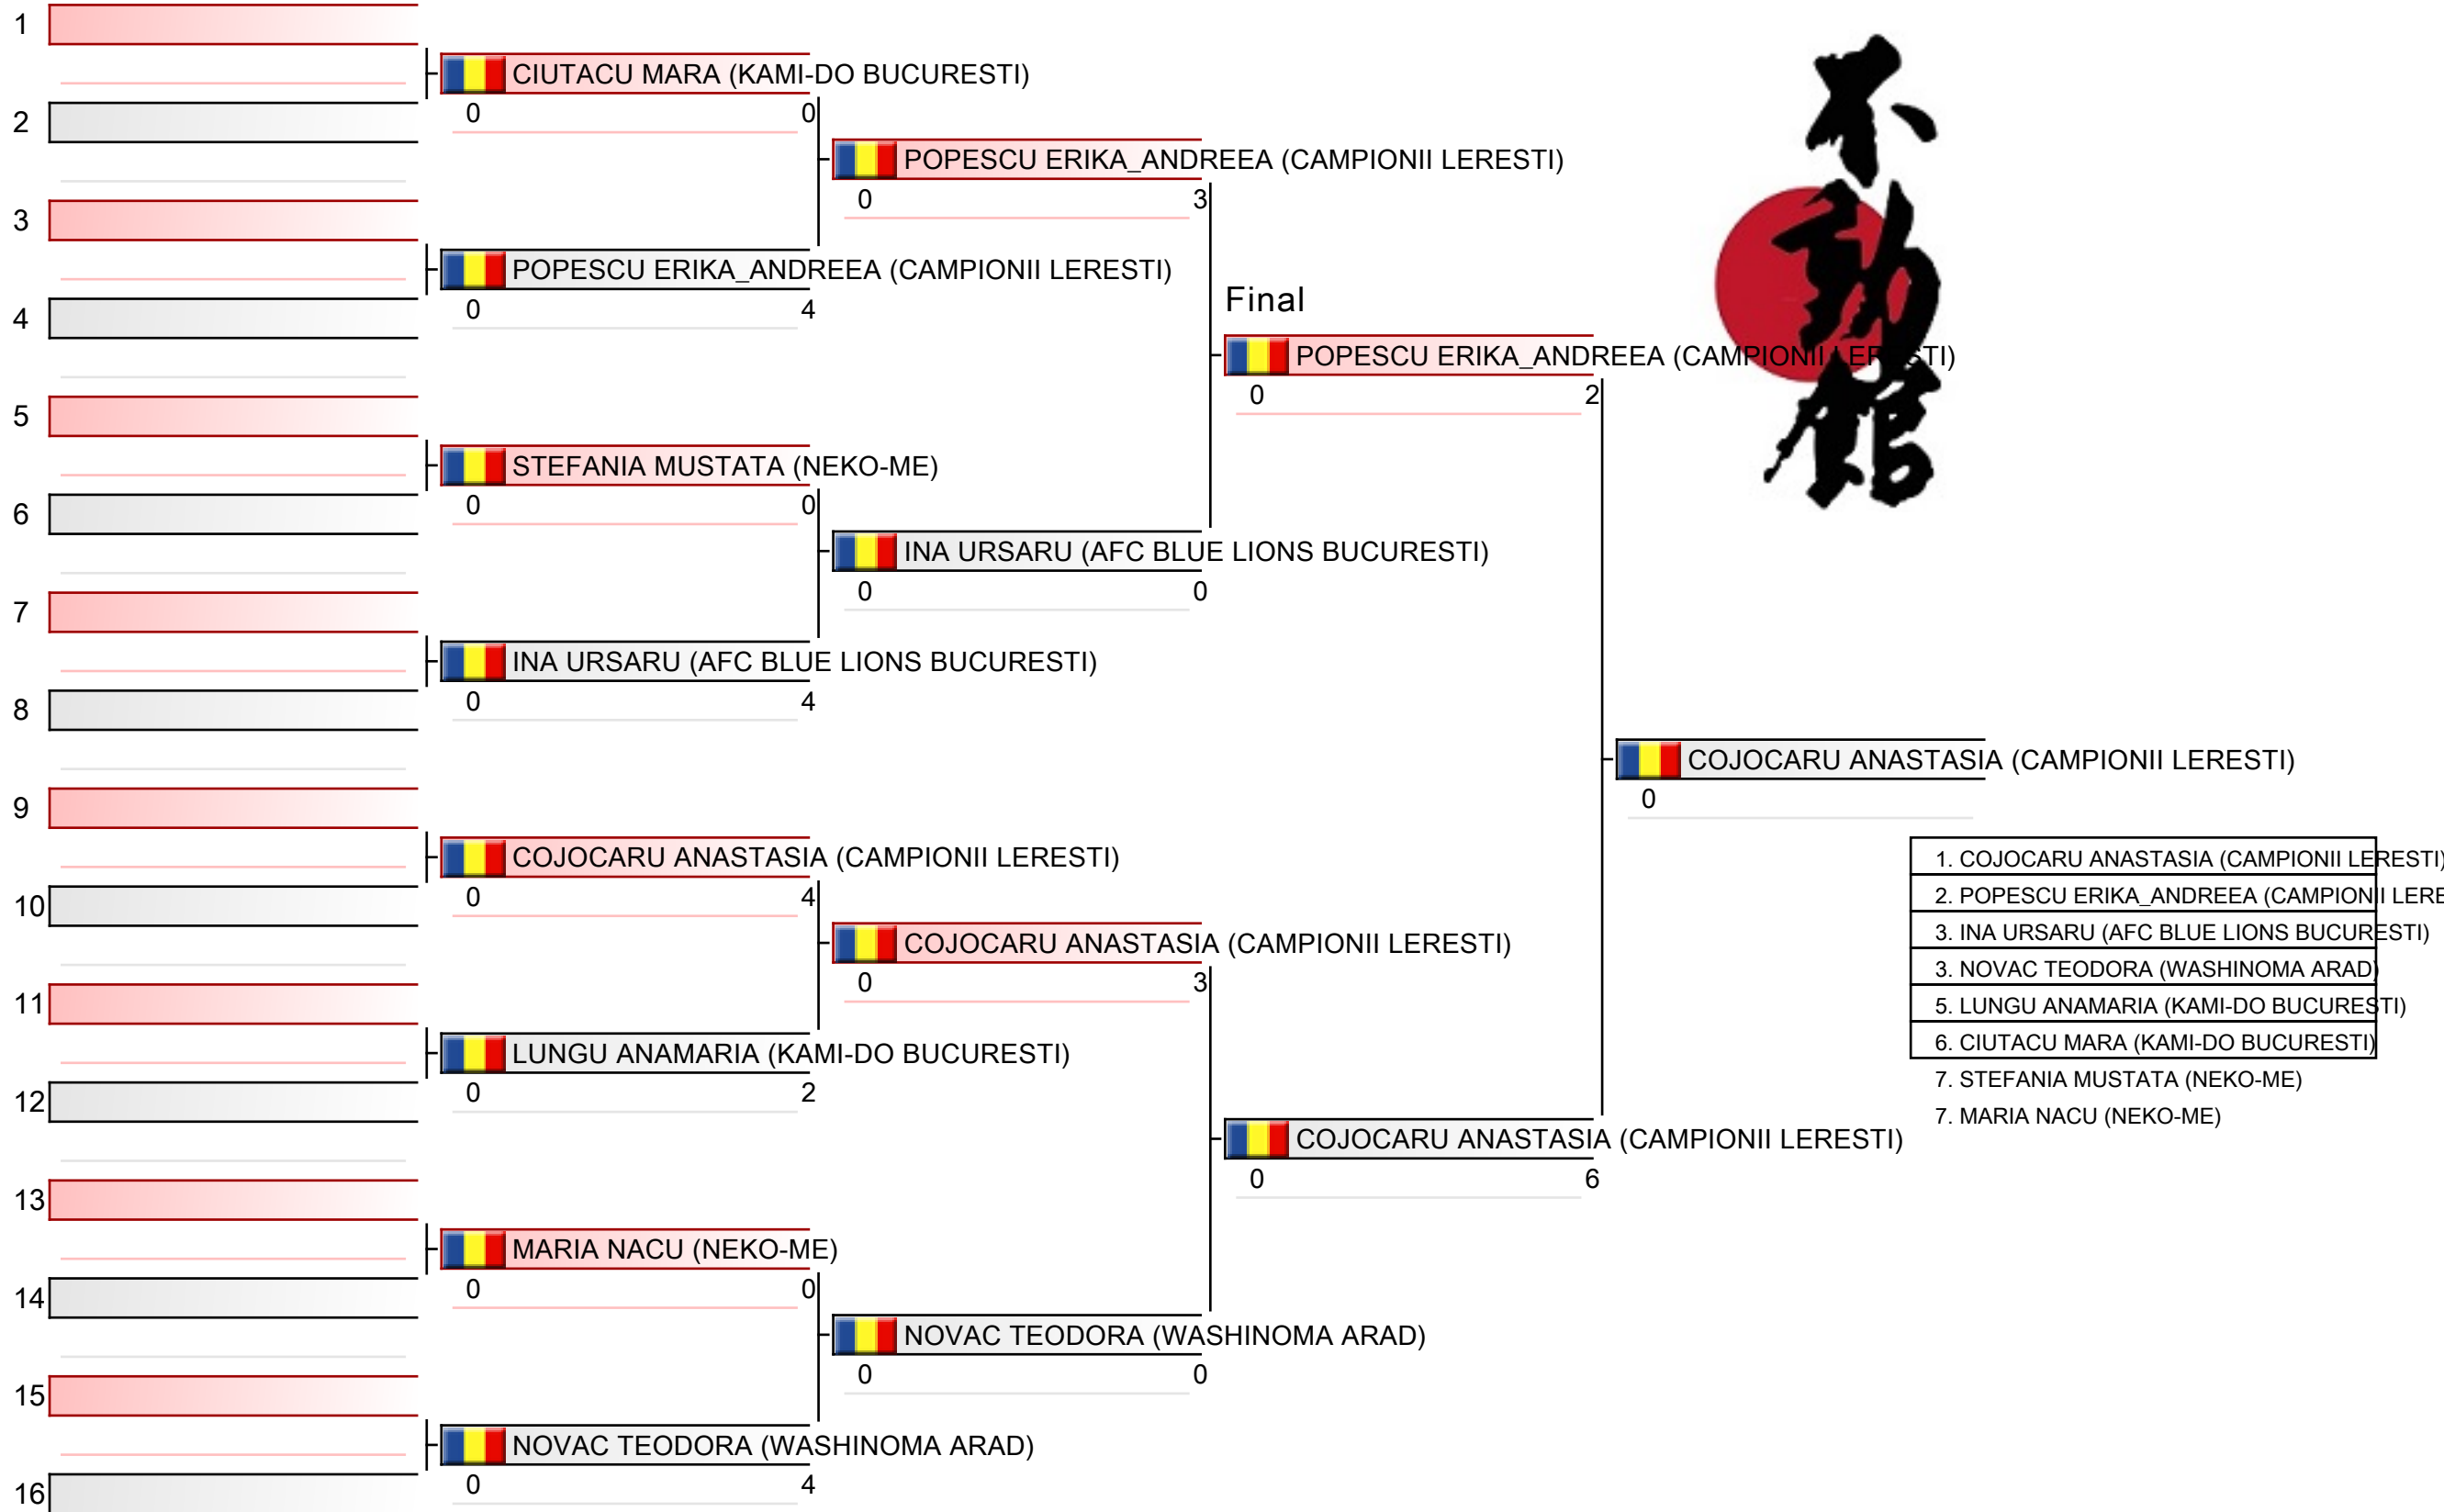 1
CIUTACU MARA (KAMI-DO BUCURESTI)
0 0
2
POPESCU ERIKA_ANDREEA (CAMPIONII LERESTI)
0 3
3
POPESCU ERIKA_ANDREEA (CAMPIONII LERESTI)
0 4
4
Final
POPESCU ERIKA_ANDREEA (CAMPIONII LERESTI)
0 2
5
STEFANIA MUSTATA (NEKO-ME)
0 0
6
INA URSARU (AFC BLUE LIONS BUCURESTI)
0 0
7
INA URSARU (AFC BLUE LIONS BUCURESTI)
0 4
8
COJOCARU ANASTASIA (CAMPIONII LERESTI)
0
9
COJOCARU ANASTASIA (CAMPIONII LERESTI)
0 4
10
COJOCARU ANASTASIA (CAMPIONII LERESTI)
0 3
11
LUNGU ANAMARIA (KAMI-DO BUCURESTI)
0 2
12
COJOCARU ANASTASIA (CAMPIONII LERESTI)
0 6
13
MARIA NACU (NEKO-ME)
0 0
14
NOVAC TEODORA (WASHINOMA ARAD)
0 0
15
NOVAC TEODORA (WASHINOMA ARAD)
0 4
16
1. COJOCARU ANASTASIA (CAMPIONII LERESTI)
2. POPESCU ERIKA_ANDREEA (CAMPIONII LERE
3. INA URSARU (AFC BLUE LIONS BUCURESTI)
3. NOVAC TEODORA (WASHINOMA ARAD)
5. LUNGU ANAMARIA (KAMI-DO BUCURESTI)
6. CIUTACU MARA (KAMI-DO BUCURESTI)
7. STEFANIA MUSTATA (NEKO-ME)
7. MARIA NACU (NEKO-ME)
不動館